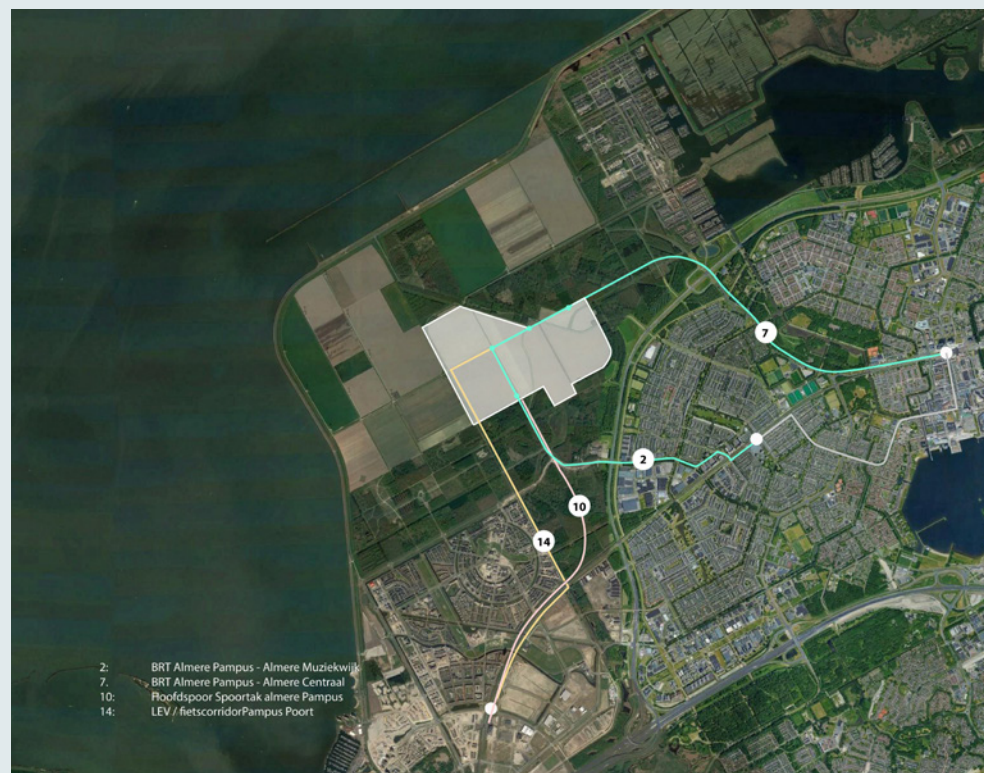 7
2
10
14
2: BRT Almere Pampus - Almere Muziekwijk
7. BRT Almere Pampus - Almere Centraal
10: Hoofdspoor Spoortak almere Pampus
14: LEV / fietscorridorPampus Poort